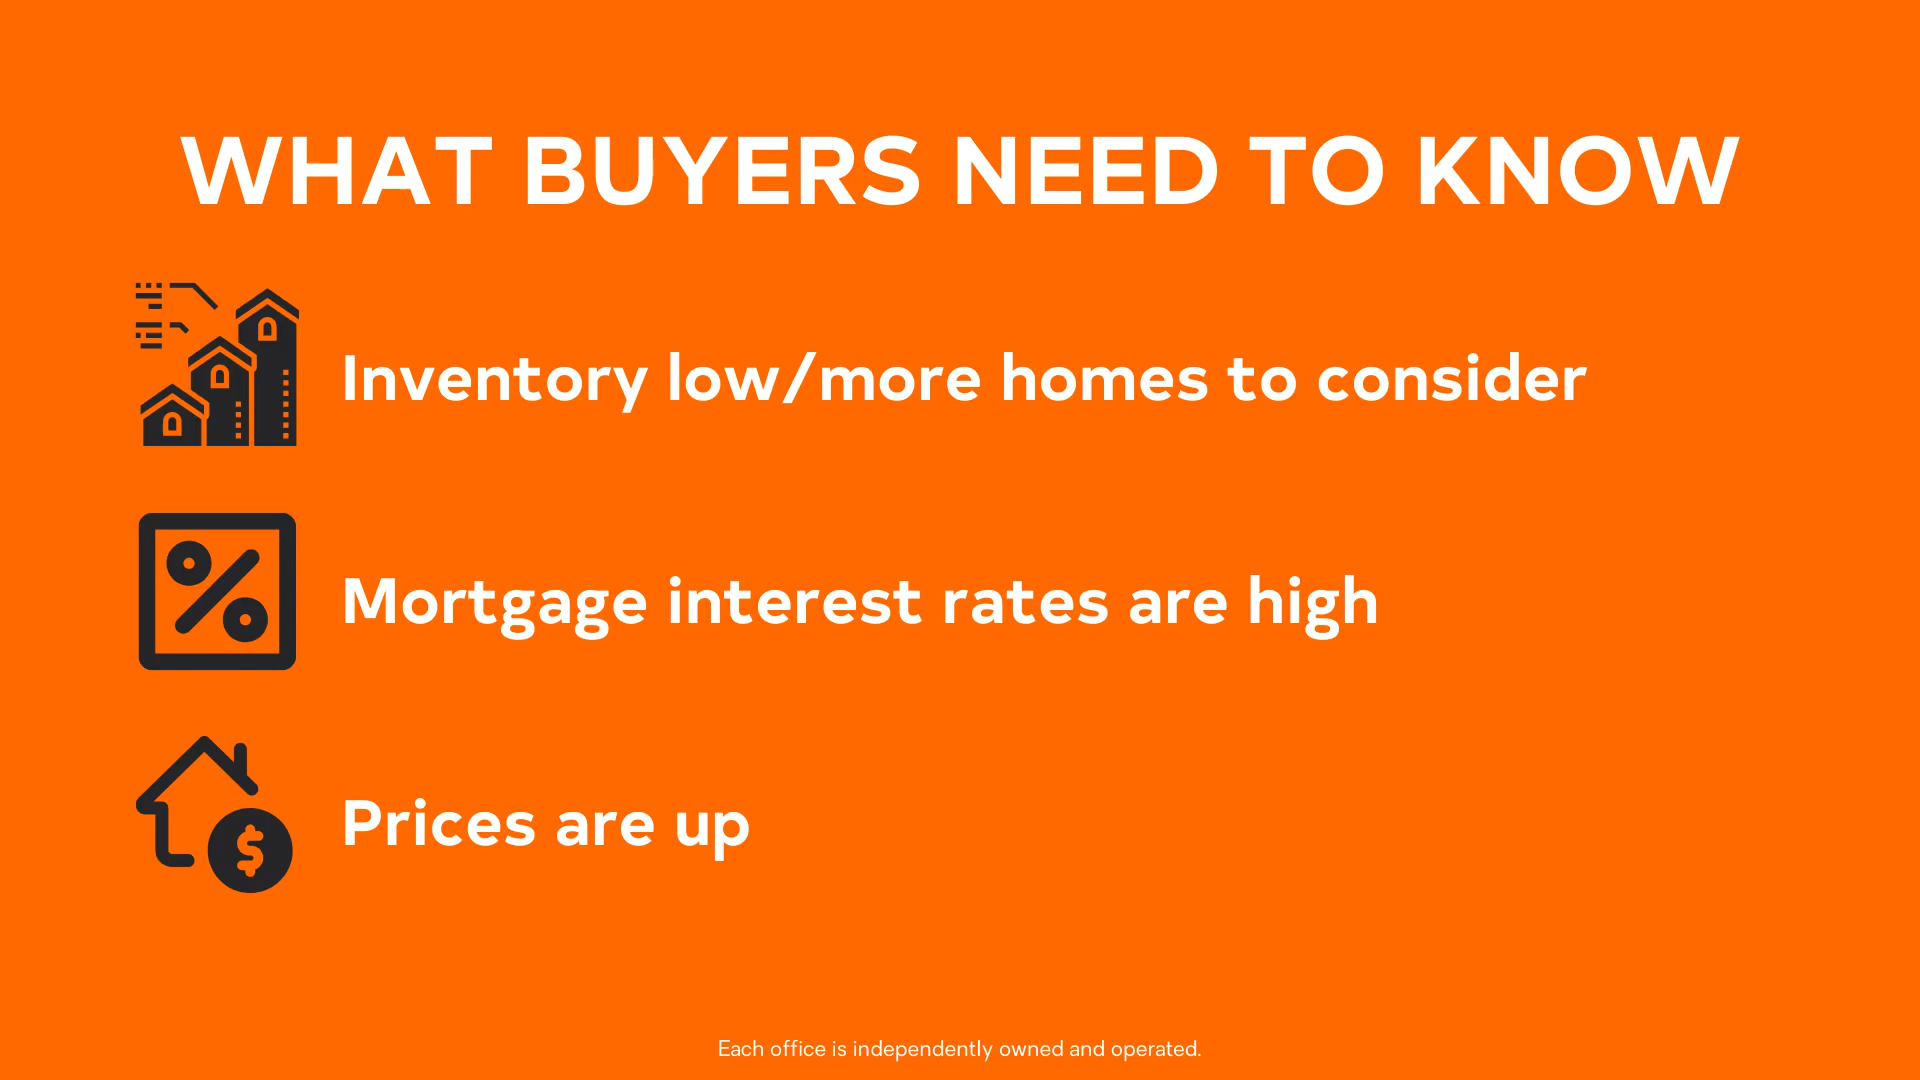 WHAT BUYERS NEED TO KNOW
Inventory low/more homes to consider
Mortgage interest rates are high
Prices are up
Each office is independently owned and operated.